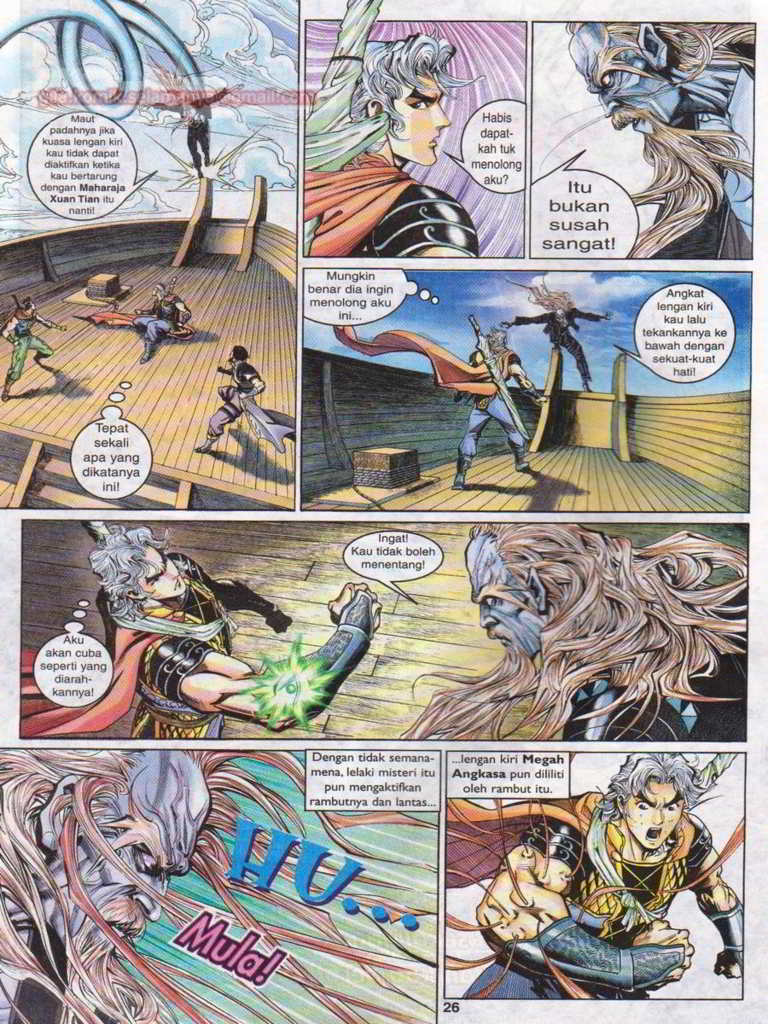 Maut
padahnya jika
kuasa lengan kiri
kau tidak dapat
diaktifkan ketika
kau bertarung
dengan Maharaja
Xuan Tian itu
nanti!
Tepat
sekali
apa yang
dikatanya
ini!
Habis
dapat-
kah tuk
menolong
aku?
Itu
bukan
susah
sangat!
Mungkin
benar dia ingin
menolong aku
ini...
Angkat
lengan kiri
kau lalu
tekankannya ke
bawah dengan
sekuat-kuat
hati!
Ingat!
Kau tidak boleh
menentang!
Aku
akan cuba
seperti yang
diarah-
kannya!
Dengan tidak semana-
mena, lelaki misteri itu
pun mengaktifkan
rambutnya dan lantas...
HU...
Mula!
...lengan kiri Megah
Angkasa pun dililiti
oleh rambut itu.
26